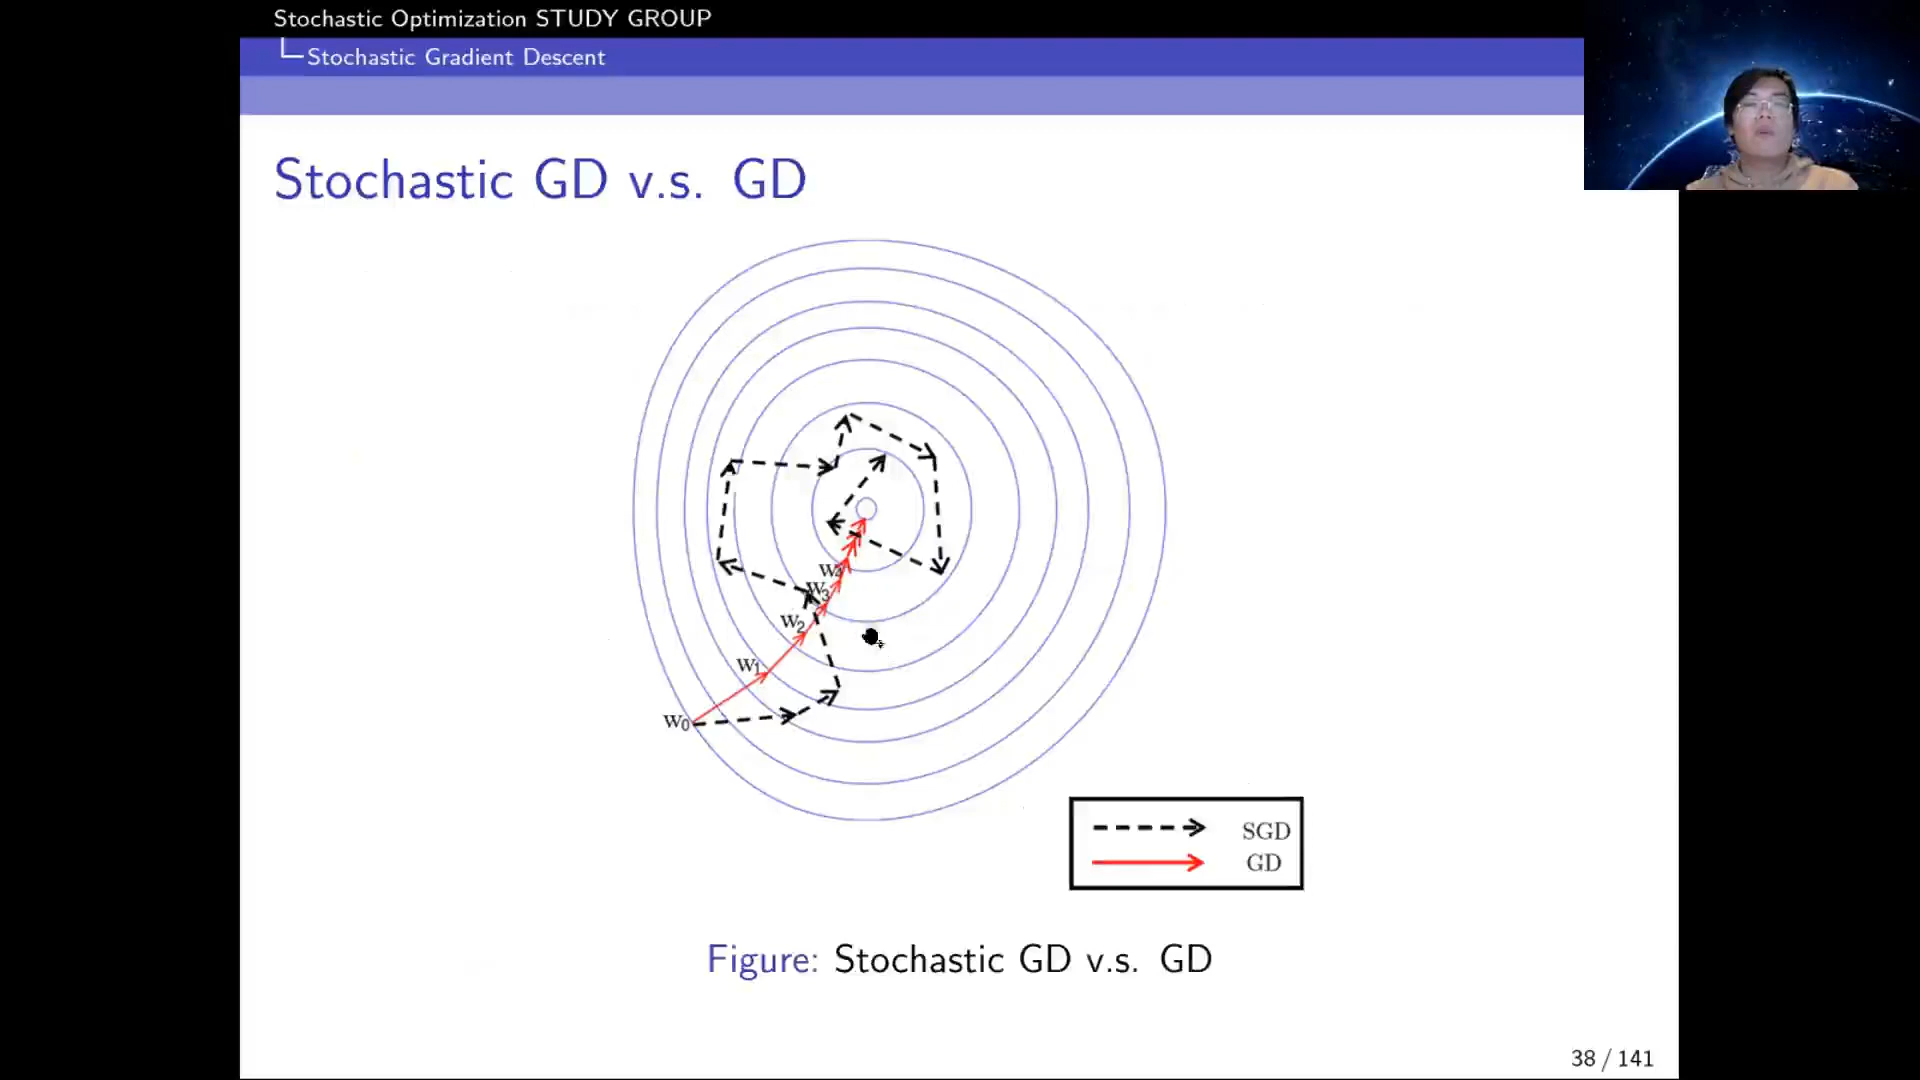 Stochastic Optimization STUDY GROUP
Stochastic Gradient Descent
Stochastic GD v.s. GD
W4
W3
W2
W1
W0
SGD
GD
Figure: Stochastic GD v.s. GD
38 / 141